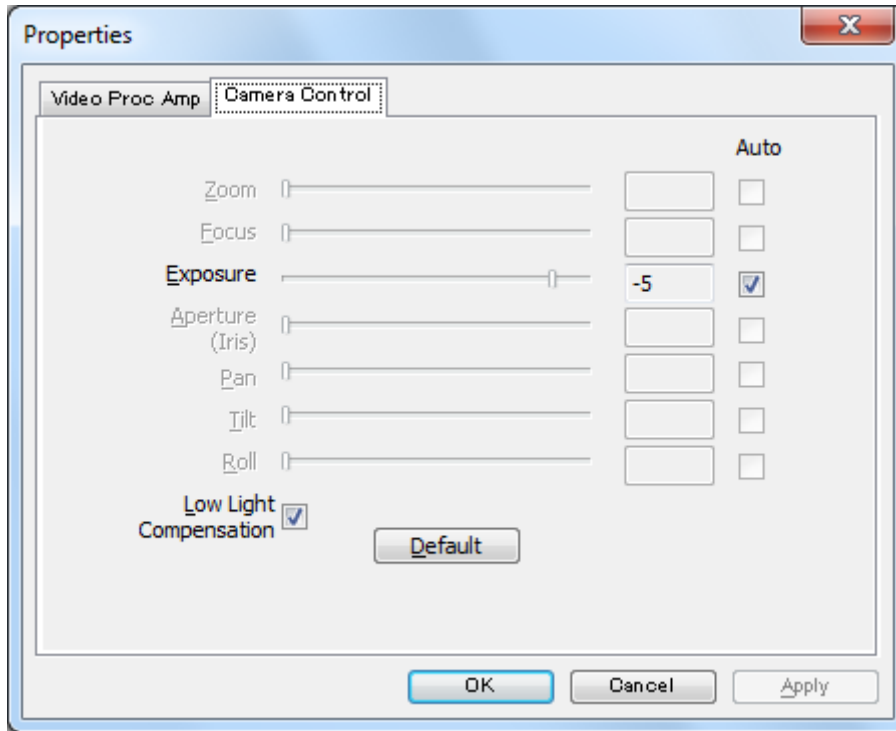 Properties
Video Proc Amp
Camera Control
Auto
Zoom
Focus
Exposure
-5
Aperture
(Iris)
Pan
Tilt
Roll
Low Light
Compensation
Default
OK
Cancel
Apply